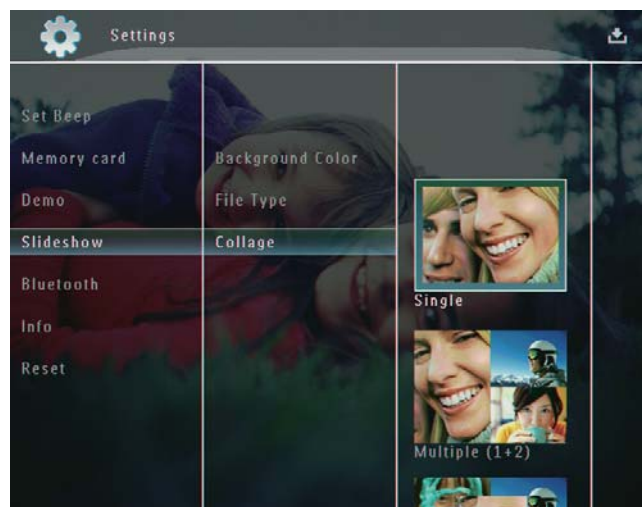 Settings
Set Beep
Memory card
Demo
Slideshow
Bluetooth
Info
Reset
Background Color
File Type
Collage
Single
Multiple (1+2)